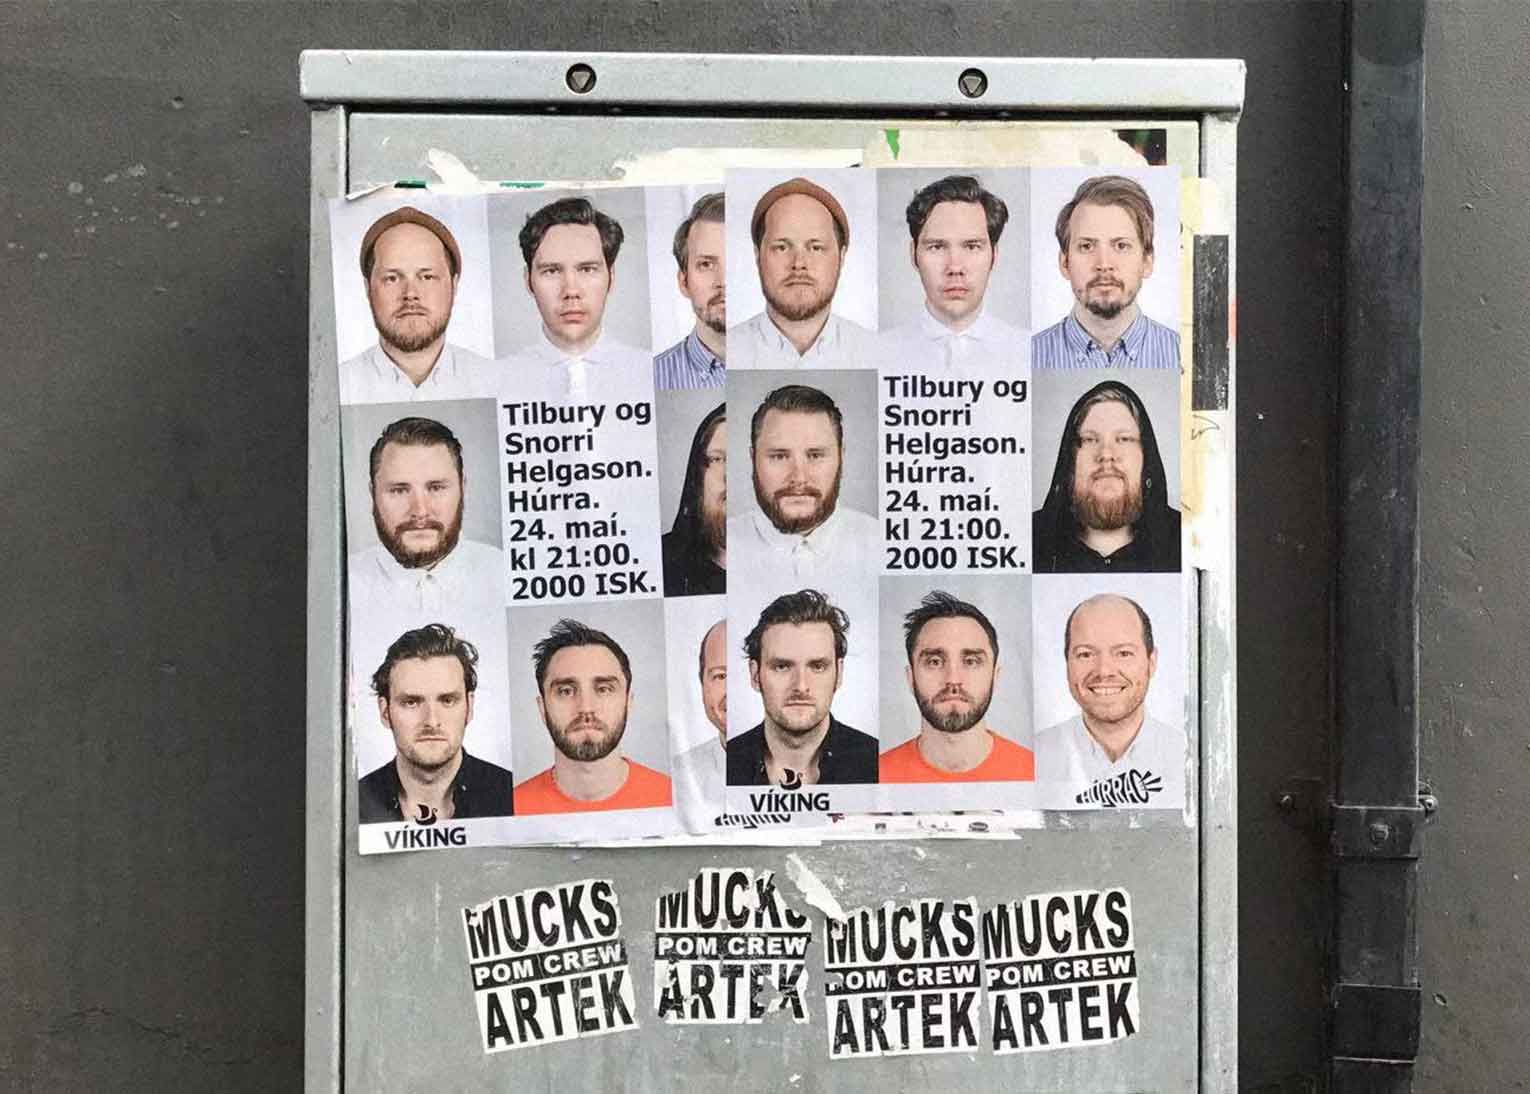 Tilbury og
Snorri
Helgason.
Húrra.
24. maí.
kl 21:00.
2000 ISK.
VÍKING
HÚRRA
Tilbury og
Snorri
Helgason.
Húrra.
24. maí.
kl 21:00.
2000 ISK.
VÍKING
HÚRRA
MUCKS
POM CREW
ARTEK
MUCKS
POM CREW
ARTEK
MUCKS
POM CREW
ARTEK
MUCKS
POM CREW
ARTEK